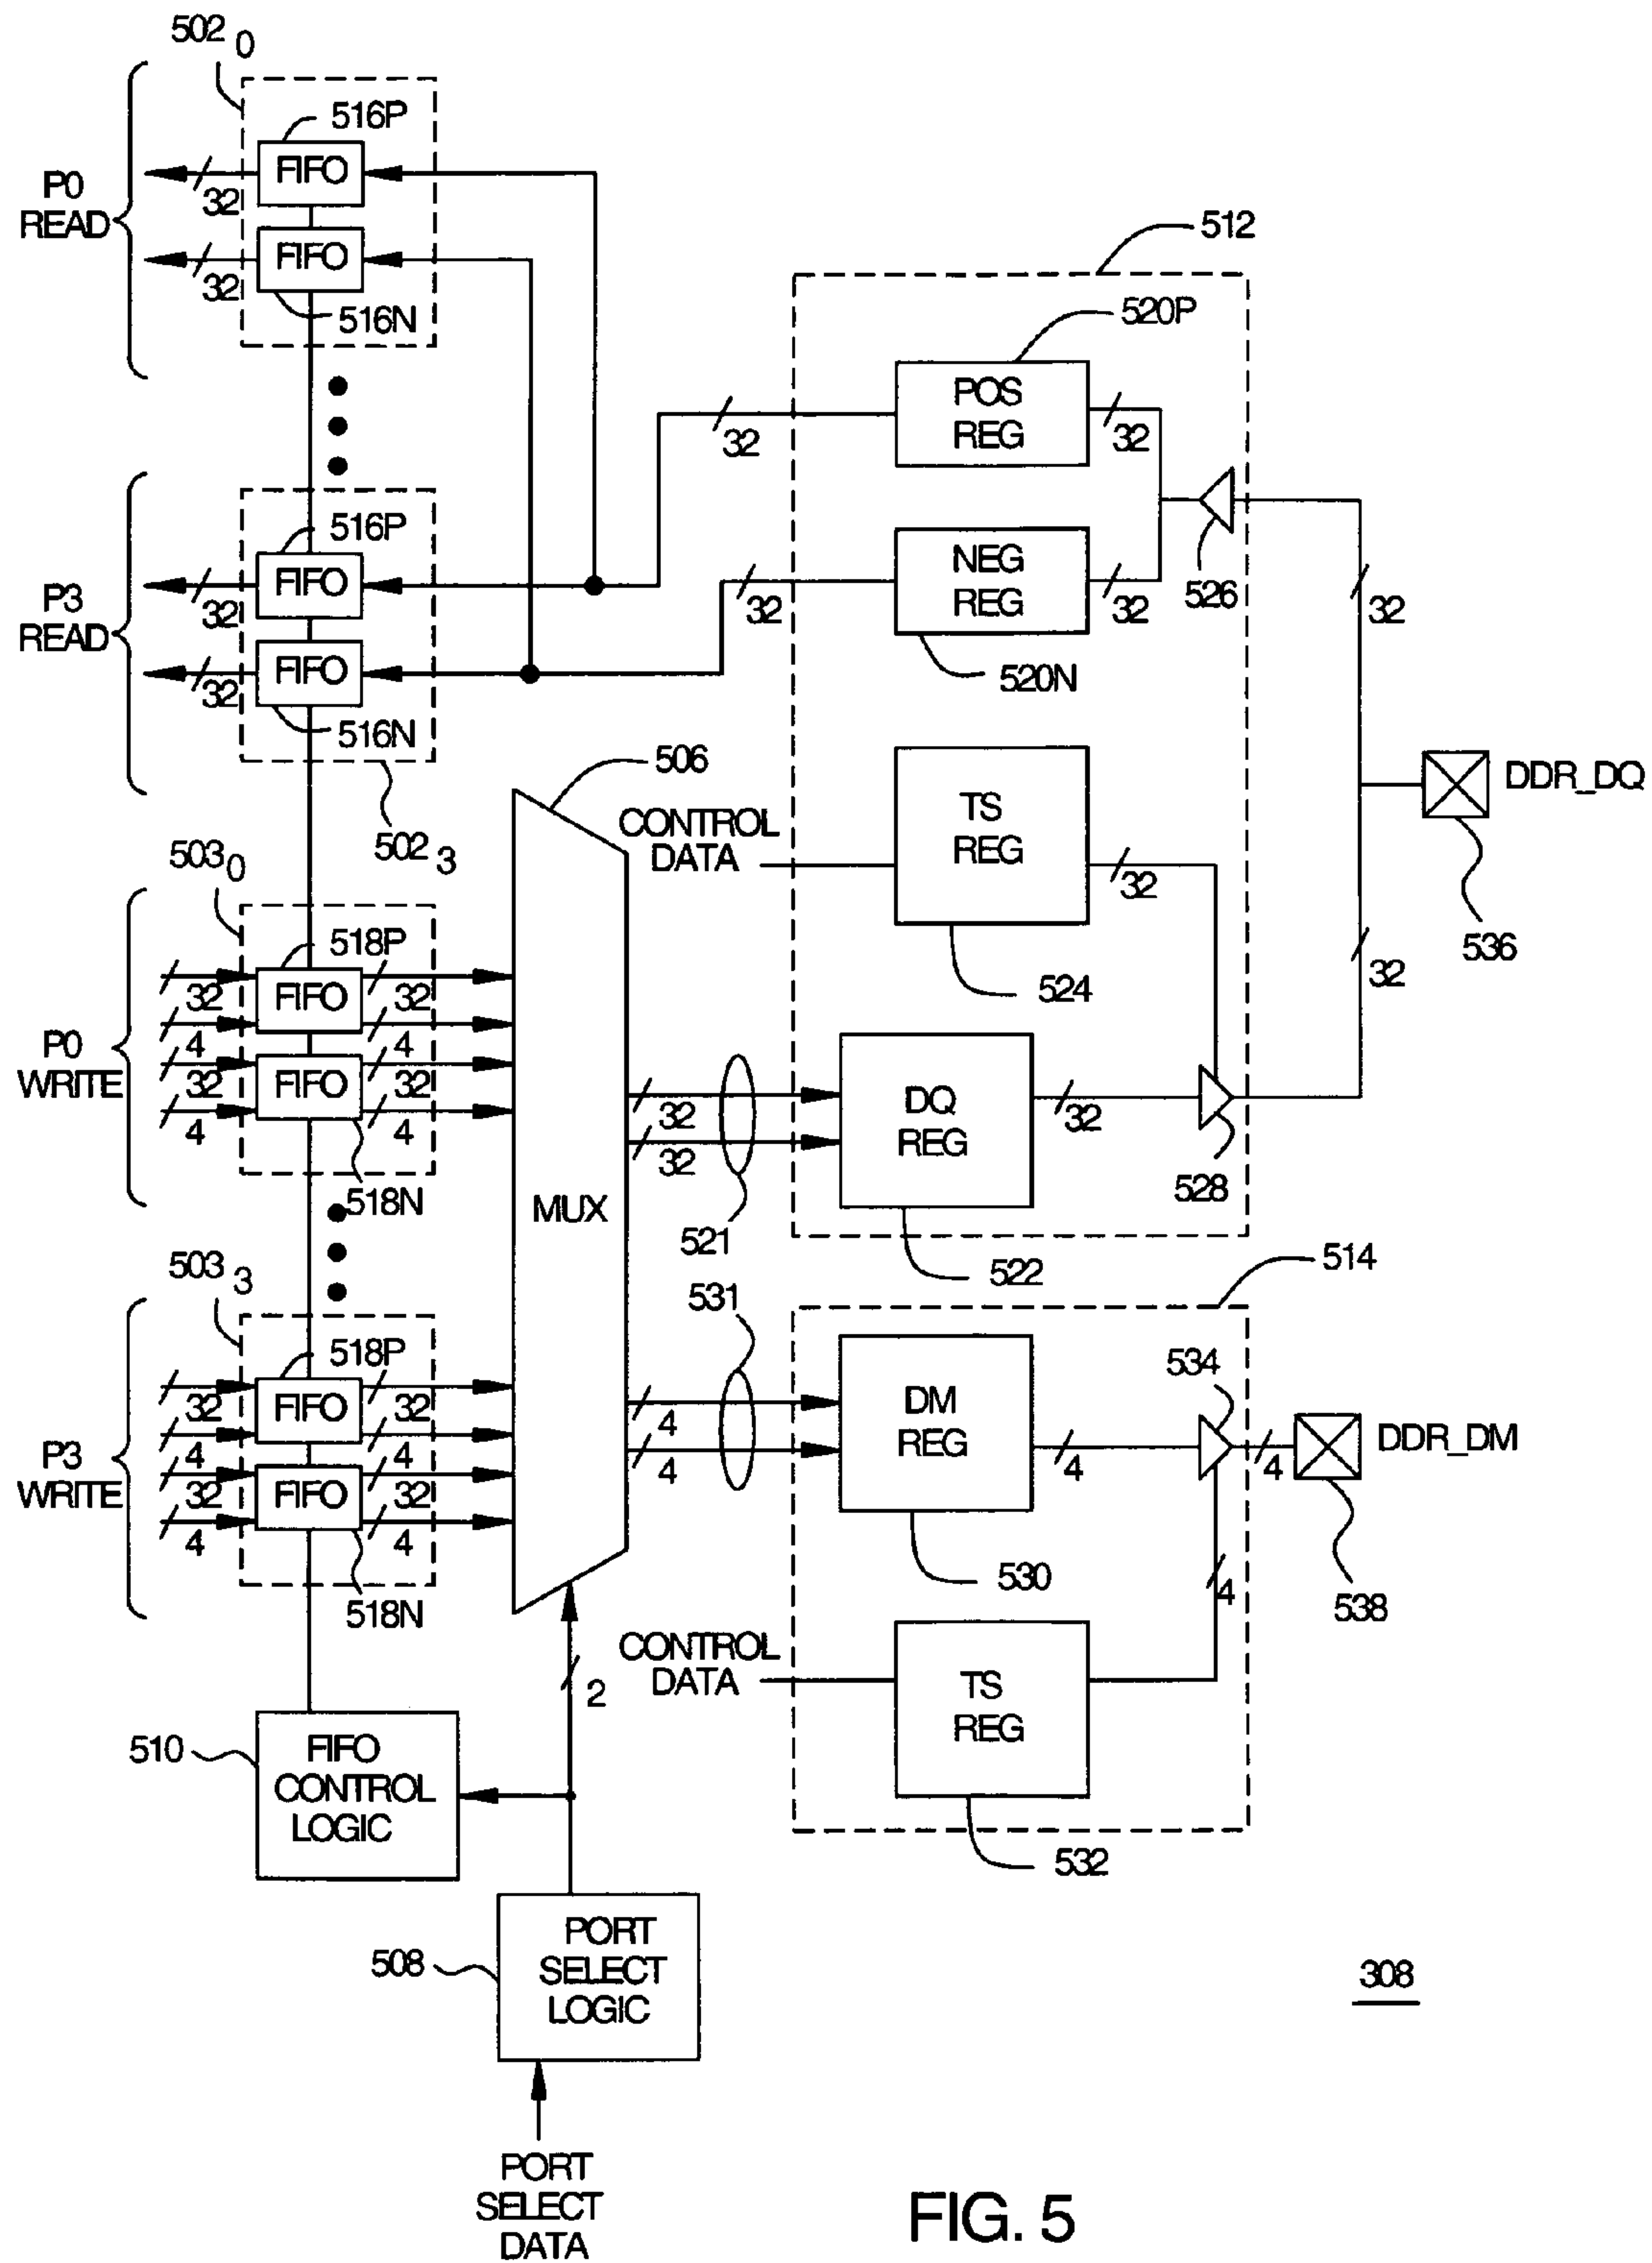 502 0
516P
FIFO
32
P0
READ
FIFO
32
516N
512
520P
POS
REG
32
32
516P
FIFO
32
P3
READ
FIFO
32
516N
NEG
REG
32
32
526
32
520N
502 3
506
CONTROL
DATA
TS
REG
32
524
DDR_DQ
536
32
503 0
518P
FIFO
32
32
4
4
P0
WRITE
FIFO
32
32
4
4
518N
MUX
32
32
521
DQ
REG
32
528
522
503 3
518P
FIFO
32
32
4
4
P3
WRITE
FIFO
32
32
4
4
518N
531
4
4
514
DM
REG
4
534
4
DDR_DM
530
4
538
CONTROL
DATA
TS
REG
532
2
510
FIFO
CONTROL
LOGIC
508
PORT
SELECT
LOGIC
308
PORT
SELECT
DATA
FIG. 5